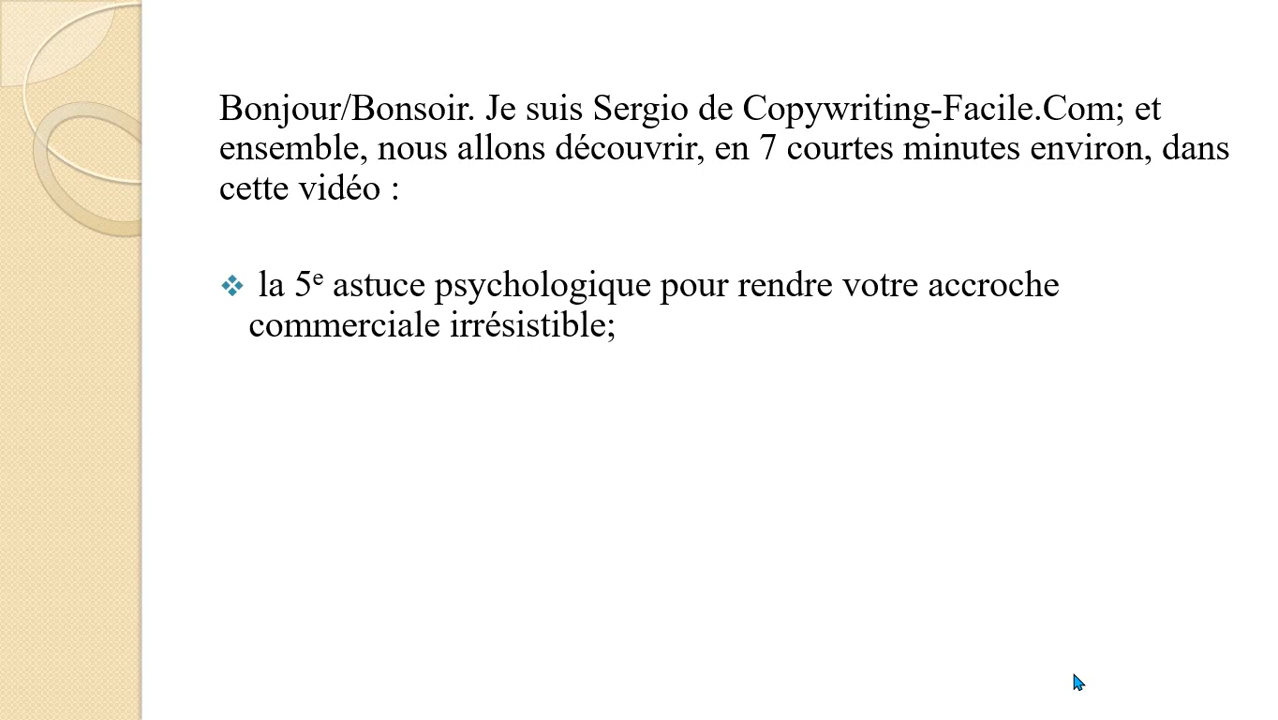 Bonjour/Bonsoir. Je suis Sergio de Copywriting-Facile.Com; et
ensemble, nous allons découvrir, en 7 courtes minutes environ, dans
cette vidéo :
la 5e astuce psychologique pour rendre votre accroche
commerciale irrésistible;